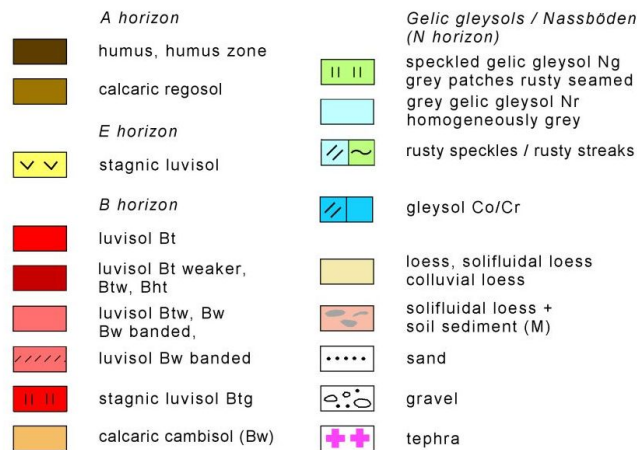 A horizon
humus, humus zone
calcaric regosol
E horizon
stagnic luvisol
B horizon
luvisol Bt
luvisol Bt weaker,
Btw, Bht
luvisol Btw, Bw
Bw banded,
luvisol Bw banded
stagnic luvisol Btg
calcaric cambisol (Bw)
Gelic gleysols / Nassböden
(N horizon)
speckled gelic gleysol Ng
grey patches rusty seamed
grey gelic gleysol Nr
homogeneously grey
rusty speckles / rusty streaks
gleysol Co/Cr
loess, solifluidal loess
colluvial loess
solifluidal loess +
soil sediment (M)
sand
gravel
tephra